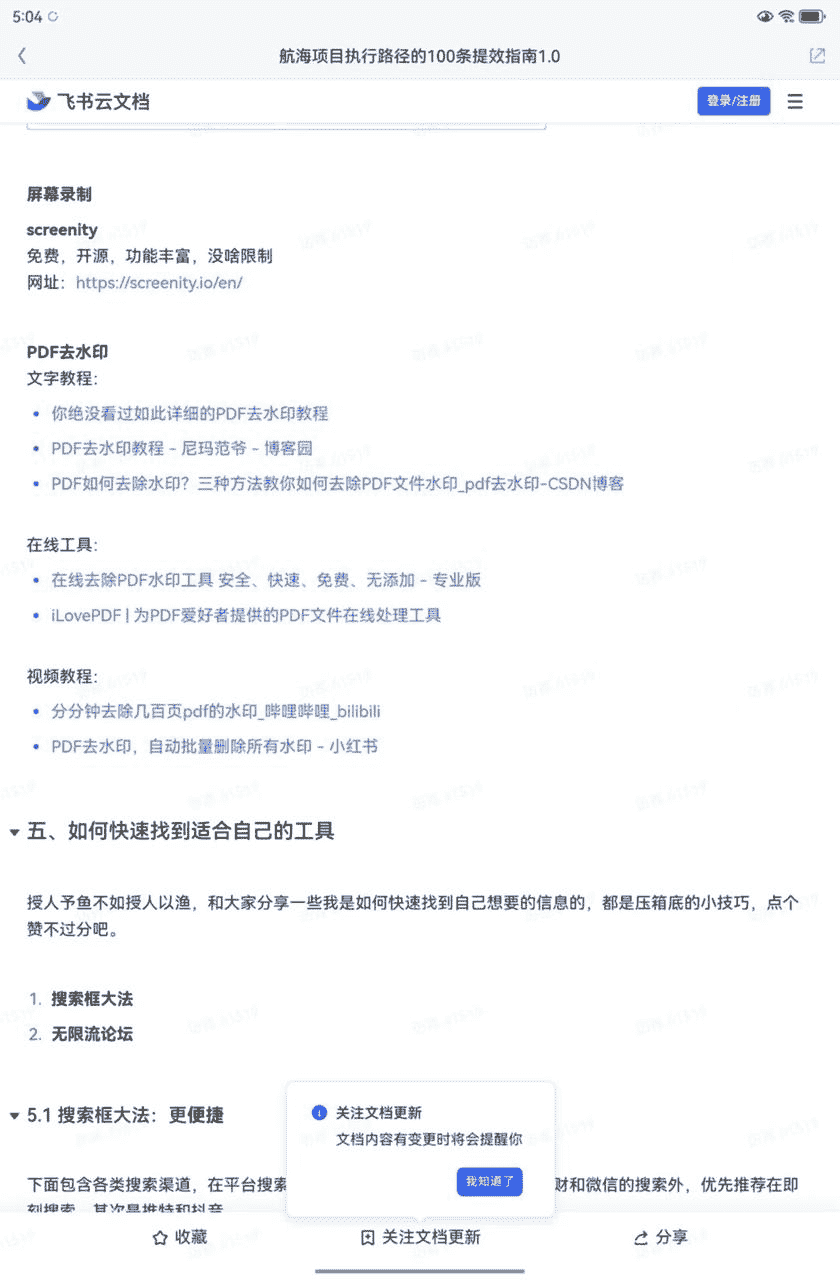 5:04
航海项目执行路径的100条提效指南1.0
飞书云文档
登录/注册
屏幕录制
screenity
免费，开源，功能丰富，没啥限制
网址：https://screenity.io/en/
PDF去水印
文字教程：
• 你绝没看过如此详细的PDF去水印教程
• PDF去水印教程 - 尼玛范爷 - 博客园
• PDF如何去除水印？三种方法教你如何去除PDF文件水印_pdf去水印-CSDN博客
在线工具：
• 在线去除PDF水印工具 安全、快速、免费、无添加 - 专业版
• iLovePDF | 为PDF爱好者提供的PDF文件在线处理工具
视频教程：
• 分分钟去除几百页pdf的水印_哔哩哔哩_bilibili
• PDF去水印，自动批量删除所有水印 - 小红书
五、如何快速找到适合自己的工具
授人予鱼不如授人以渔，和大家分享一些我是如何快速找到自己想要的信息的，都是压箱底的小技巧，点个
赞不过分吧。
1. 搜索框大法
2. 无限流论坛
5.1 搜索框大法：更便捷
关注文档更新
文档内容有变更时将会提醒你
我知道了
下面包含各类搜索渠道，在平台搜索 财和微信的搜索外，优先推荐在即
刻搜索，其次是推特和抖音
收藏
关注文档更新
分享